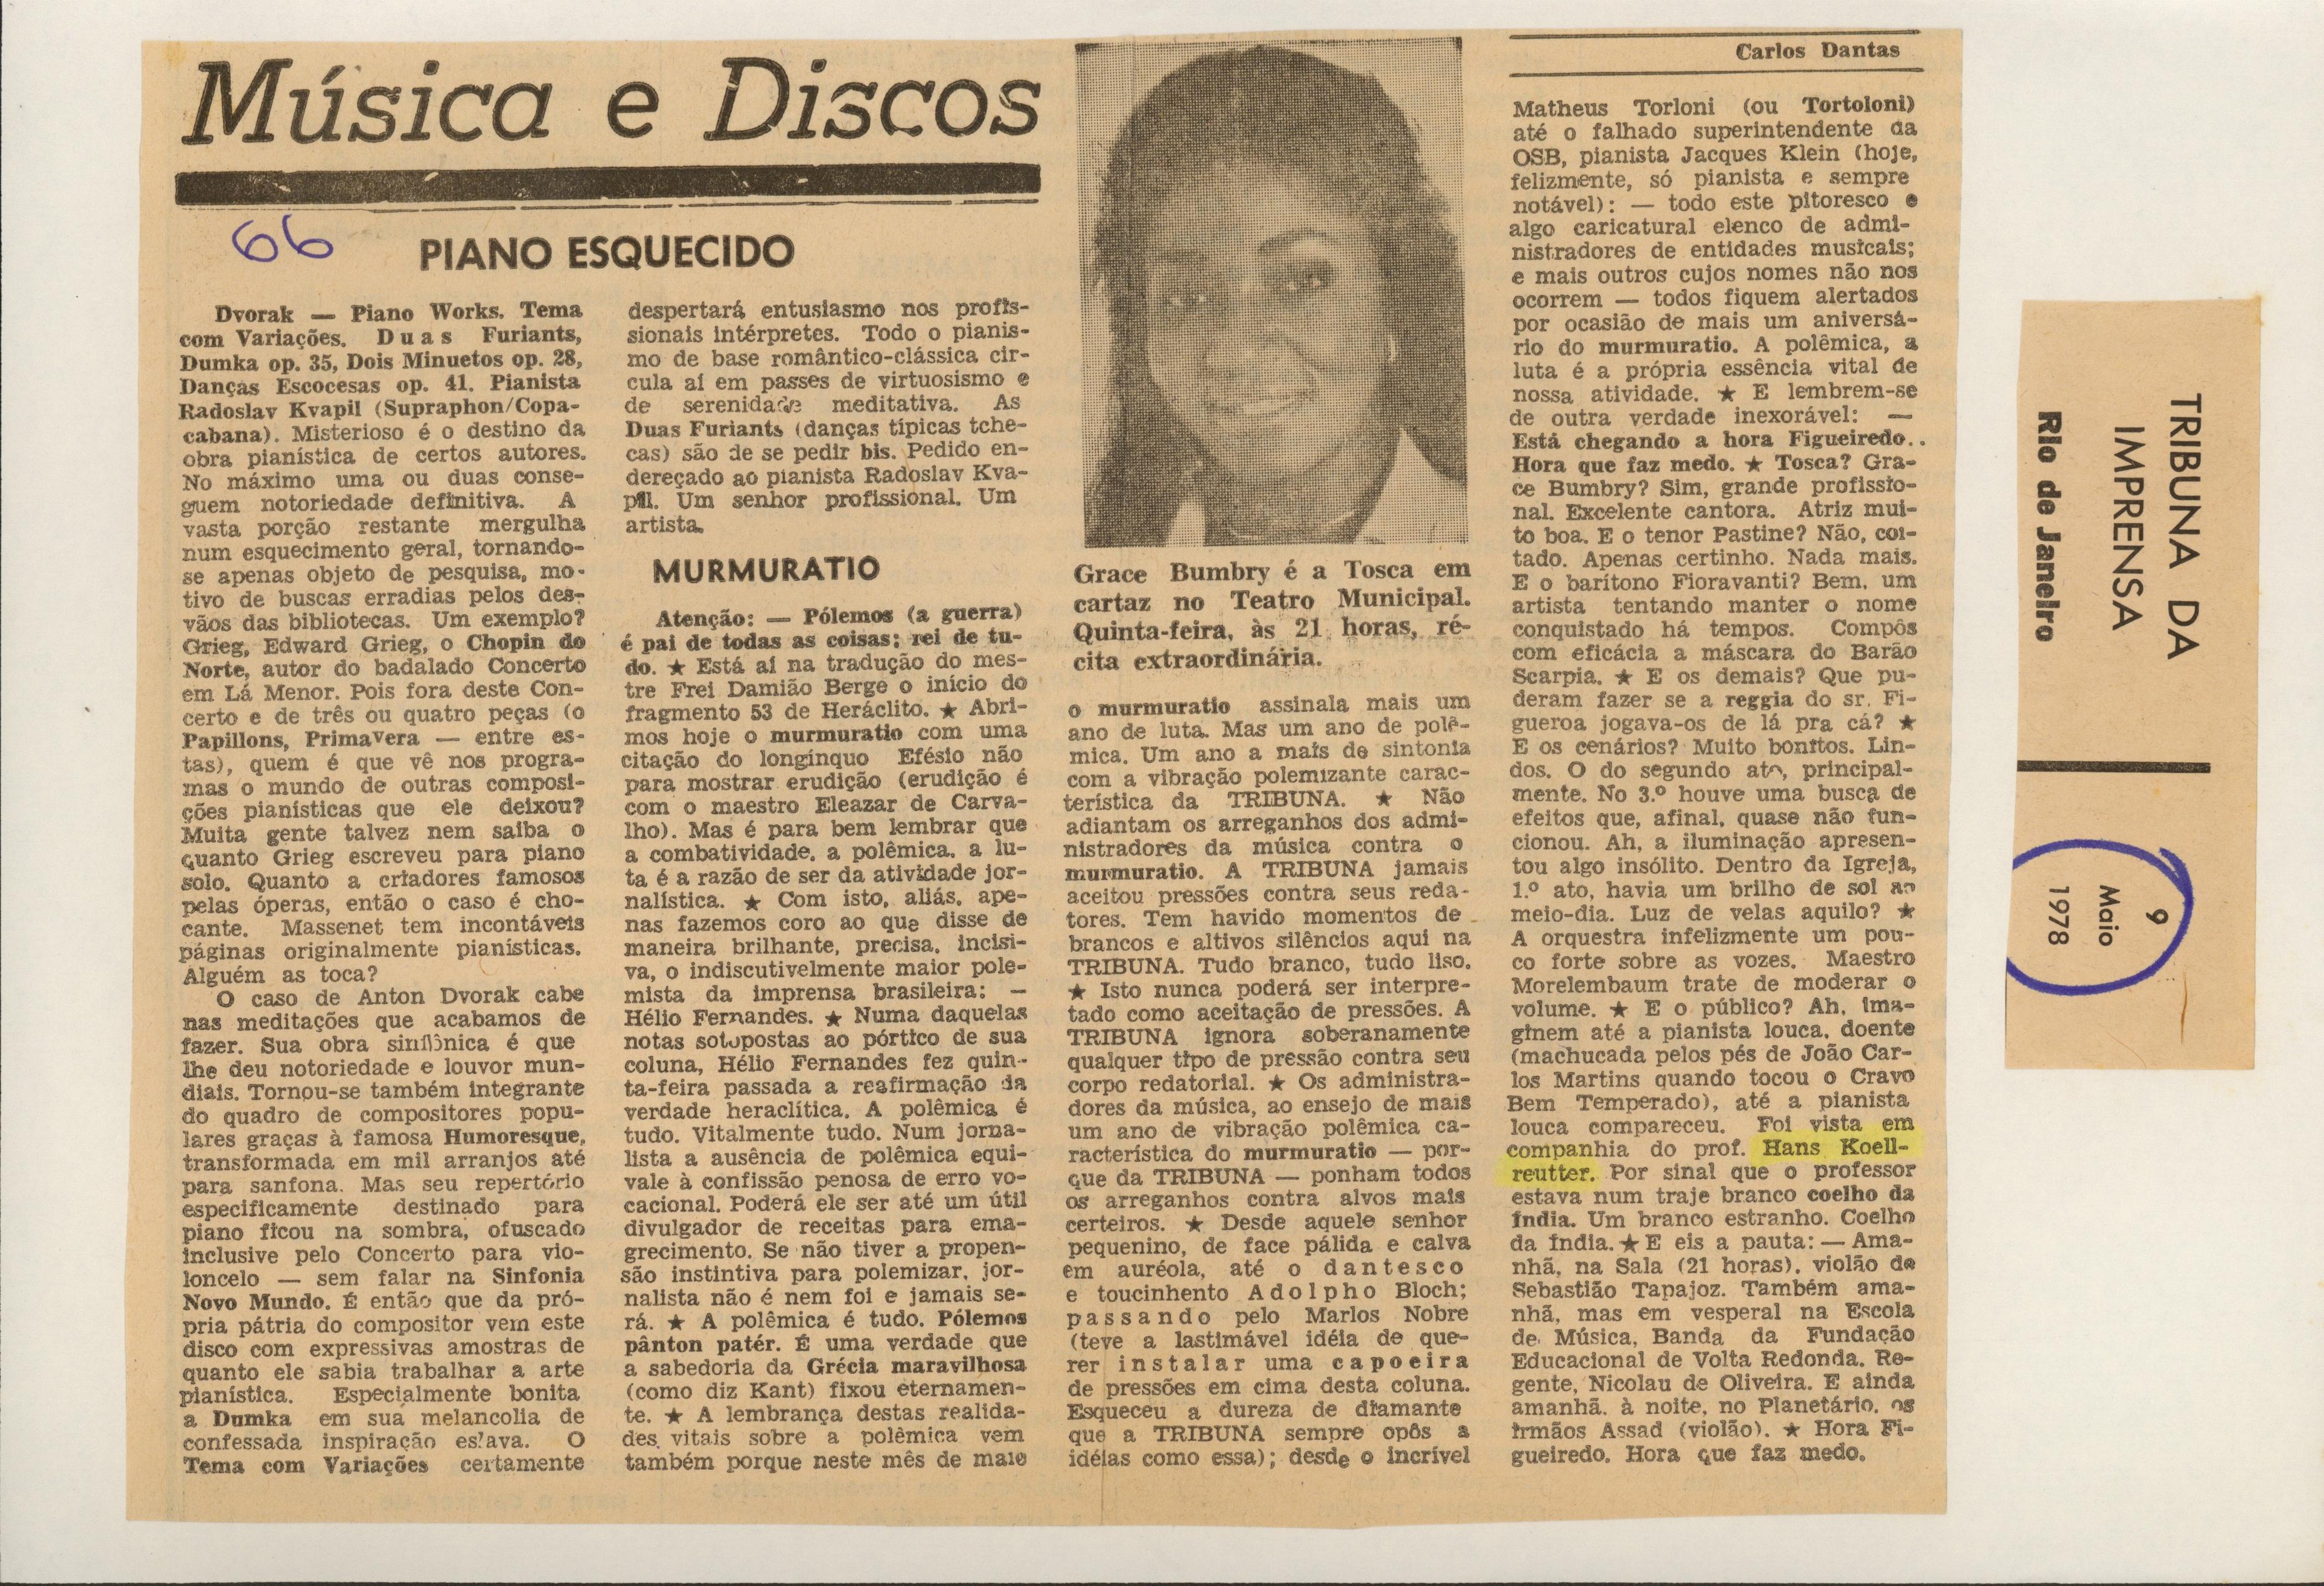 Música e Discos
66
PIANO ESQUECIDO
Dvorak — Piano Works. Tema
com Variações. Duas Furiants,
Dumka op. 35, Dois Minuetos op. 28,
Danças Escocesas op. 41. Pianista
Radoslav Kvapil (Supraphon/Copa-
cabana). Misterioso é o destino da
obra pianística de certos autores.
No máximo uma ou duas conse-
guem notoriedade definitiva. A
vasta porção restante mergulha
num esquecimento geral, tornando-
se apenas objeto de pesquisa, mo-
tivo de buscas erradias pelos des-
vãos das bibliotecas. Um exemplo?
Grieg, Edward Grieg, o Chopin do
Norte, autor do badalado Concerto
em Lá Menor. Pois fora deste Con-
certo e de três ou quatro peças (o
Papillons, Primavera — entre es-
tas), quem é que vê nos progra-
mas o mundo de outras composi-
ções pianísticas que ele deixou?
Muita gente talvez nem saiba o
quanto Grieg escreveu para piano
solo. Quanto a criadores famosos
pelas óperas, então o caso é cho-
cante. Massenet tem incontáveis
páginas originalmente pianísticas.
Alguém as toca?
O caso de Anton Dvorak cabe
nas meditações que acabamos de
fazer. Sua obra sinfônica é que
lhe deu notoriedade e louvor mun-
diais. Tornou-se também integrante
do quadro de compositores popu-
lares graças à famosa Humoresque,
transformada em mil arranjos até
para sanfona. Mas seu repertório
especificamente destinado para
piano ficou na sombra, ofuscado
inclusive pelo Concerto para vio-
loncelo — sem falar na Sinfonia
Novo Mundo. É então que da pró-
pria pátria do compositor vem este
disco com expressivas amostras de
quanto ele sabia trabalhar a arte
pianística. Especialmente bonita
a Dumka em sua melancolia de
confessada inspiração eslava. O
Tema com Variações certamente
despertará entusiasmo nos profis-
sionais intérpretes. Todo o pianis-
mo de base romântico-clássica cir-
cula aí em passes de virtuosismo e
de serenidade meditativa. As
Duas Furiants (danças típicas tche-
cas) são de se pedir bis. Pedido en-
dereçado ao pianista Radoslav Kva-
pil. Um senhor profissional. Um
artista.
MURMURATIO
Atenção: — Pólemos (a guerra)
é pai de todas as coisas; rei de tu-
do. ★ Está aí na tradução do mes-
tre Frei Damião Berge o início do
fragmento 53 de Heráclito. ★ Abri-
mos hoje o murmuratio com uma
citação do longínquo Efésio não
para mostrar erudição (erudição é
com o maestro Eleazar de Carva-
lho). Mas é para bem lembrar que
a combatividade, a polêmica, a lu-
ta é a razão de ser da atividade jor-
nalística. ★ Com isto, aliás, ape-
nas fazemos coro ao que disse de
maneira brilhante, precisa, incisi-
va, o indiscutivelmente maior pole-
mista da imprensa brasileira: —
Hélio Fernandes. ★ Numa daquelas
notas sotopostas ao pórtico de sua
coluna, Hélio Fernandes fez quin-
ta-feira passada a reafirmação da
verdade heraclítica. A polêmica é
tudo. Vitalmente tudo. Num jorna-
lista a ausência de polêmica equi-
vale à confissão penosa de erro vo-
cacional. Poderá ele ser até um útil
divulgador de receitas para ema-
grecimento. Se não tiver a propen-
são instintiva para polemizar, jor-
nalista não é nem foi e jamais se-
rá. ★ A polêmica é tudo. Pólemos
pânton patér. É uma verdade que
a sabedoria da Grécia maravilhosa
(como diz Kant) fixou eternamen-
te. ★ A lembrança destas realida-
des vitais sobre a polêmica vem
também porque neste mês de maio
Grace Bumbry é a Tosca em
cartaz no Teatro Municipal.
Quinta-feira, às 21 horas, ré-
cita extraordinária.
o murmuratio assinala mais um
ano de luta. Mas um ano de polê-
mica. Um ano a mais de sintonia
com a vibração polemizante carac-
terística da TRIBUNA. ★ Não
adiantam os arreganhos dos admi-
nistradores da música contra o
murmuratio. A TRIBUNA jamais
aceitou pressões contra seus reda-
tores. Tem havido momentos de
brancos e altivos silêncios aqui na
TRIBUNA. Tudo branco, tudo liso.
★ Isto nunca poderá ser interpre-
tado como aceitação de pressões. A
TRIBUNA ignora soberanamente
qualquer tipo de pressão contra seu
corpo redatorial. ★ Os administra-
dores da música, ao ensejo de mais
um ano de vibração polêmica ca-
racterística do murmuratio — por-
que da TRIBUNA — ponham todos
os arreganhos contra alvos mais
certeiros. ★ Desde aquele senhor
pequenino, de face pálida e calva
em auréola, até o dantesco
e toucinhento Adolpho Bloch;
passando pelo Marlos Nobre
(teve a lastimável idéia de que-
rer instalar uma capoeira
de pressões em cima desta coluna.
Esqueceu a dureza de diamante
que a TRIBUNA sempre opôs a
idéias como essa); desde o incrível
Carlos Dantas
Matheus Torloni (ou Tortoloni)
até o falhado superintendente da
OSB, pianista Jacques Klein (hoje,
felizmente, só pianista e sempre
notável): — todo este pitoresco e
algo caricatural elenco de admi-
nistradores de entidades musicais;
e mais outros cujos nomes não nos
ocorrem — todos fiquem alertados
por ocasião de mais um aniversá-
rio do murmuratio. A polêmica, a
luta é a própria essência vital de
nossa atividade. ★ E lembrem-se
de outra verdade inexorável: —
Está chegando a hora Figueiredo..
Hora que faz medo. ★ Tosca? Gra-
ce Bumbry? Sim, grande profissio-
nal. Excelente cantora. Atriz mui-
to boa. E o tenor Pastine? Não, coi-
tado. Apenas certinho. Nada mais.
E o barítono Fioravanti? Bem, um
artista tentando manter o nome
conquistado há tempos. Compôs
com eficácia a máscara do Barão
Scarpia. ★ E os demais? Que pu-
deram fazer se a reggia do sr. Fi-
gueroa jogava-os de lá pra cá? ★
E os cenários? Muito bonitos. Lin-
dos. O do segundo ato, principal-
mente. No 3.º houve uma busca de
efeitos que, afinal, quase não fun-
cionou. Ah, a iluminação apresen-
tou algo insólito. Dentro da Igreja,
1.º ato, havia um brilho de sol ao
meio-dia. Luz de velas aquilo? ★
A orquestra infelizmente um pou-
co forte sobre as vozes. Maestro
Morelembaum trate de moderar o
volume. ★ E o público? Ah, ima-
ginem até a pianista louca, doente
(machucada pelos pés de João Car-
los Martins quando tocou o Cravo
Bem Temperado), até a pianista
louca compareceu. Foi vista em
companhia do prof. Hans Koell-
reutter. Por sinal que o professor
estava num traje branco coelho da
Índia. Um branco estranho. Coelho
da Índia. ★ E eis a pauta: — Ama-
nhã, na Sala (21 horas), violão de
Sebastião Tapajoz. Também ama-
nhã, mas em vesperal na Escola
de Música, Banda da Fundação
Educacional de Volta Redonda. Re-
gente, Nicolau de Oliveira. E ainda
amanhã, à noite, no Planetário, os
Irmãos Assad (violão). ★ Hora Fi-
gueiredo. Hora que faz medo.
TRIBUNA DA
IMPRENSA
Rio de Janeiro
9
Maio
1978